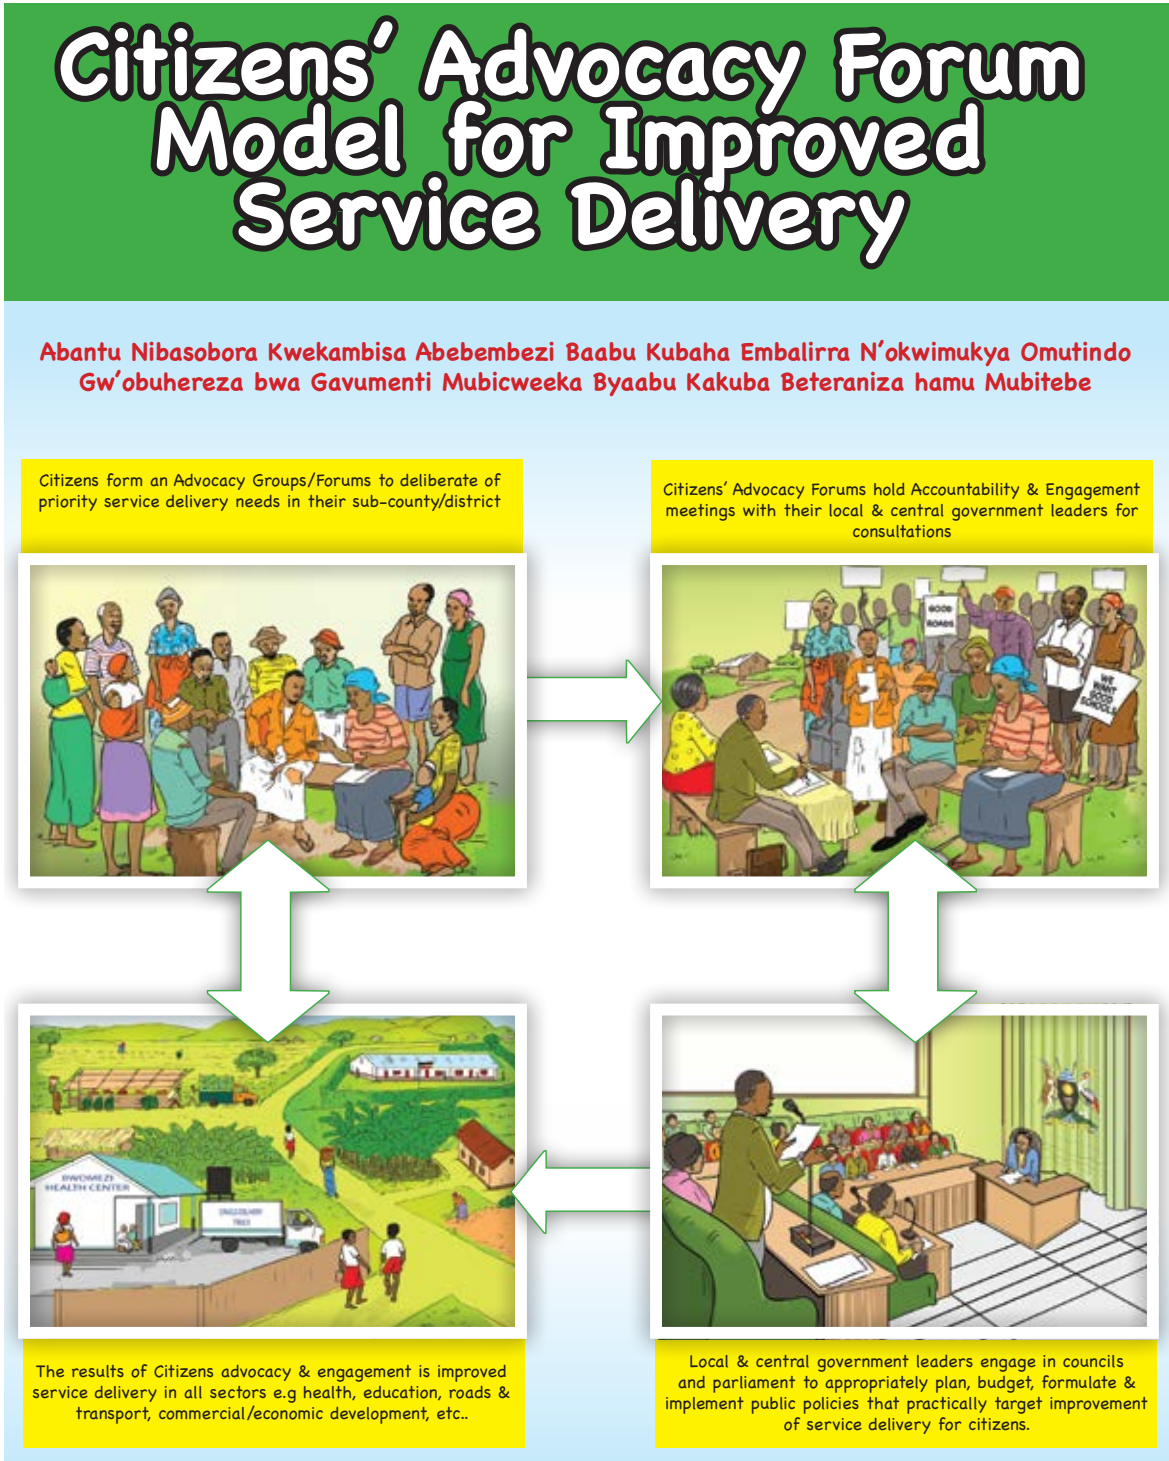 Citizens’ Advocacy Forum
Model for Improved
Service Delivery
Abantu Nibasobora Kwekambisa Abebembezi Baabu Kubaha Embalirra N’okwimukya Omutindo
Gw’obuhereza bwa Gavumenti Mubicweeka Byaabu Kakuba Beteraniza hamu Mubitebe
Citizens form an Advocacy Groups/Forums to deliberate of
priority service delivery needs in their sub-county/district
Citizens’ Advocacy Forums hold Accountability & Engagement
meetings with their local & central government leaders for
consultations
GOOD
ROADS
WE
WANT
GOOD
SCHOOLS
BWOMEZI
HEALTH CENTER
DRUGS DELIVERY
TRUCK
The results of Citizens advocacy & engagement is improved
service delivery in all sectors e.g health, education, roads &
transport, commercial/economic development, etc..
Local & central government leaders engage in councils
and parliament to appropriately plan, budget, formulate &
implement public policies that practically target improvement
of service delivery for citizens.